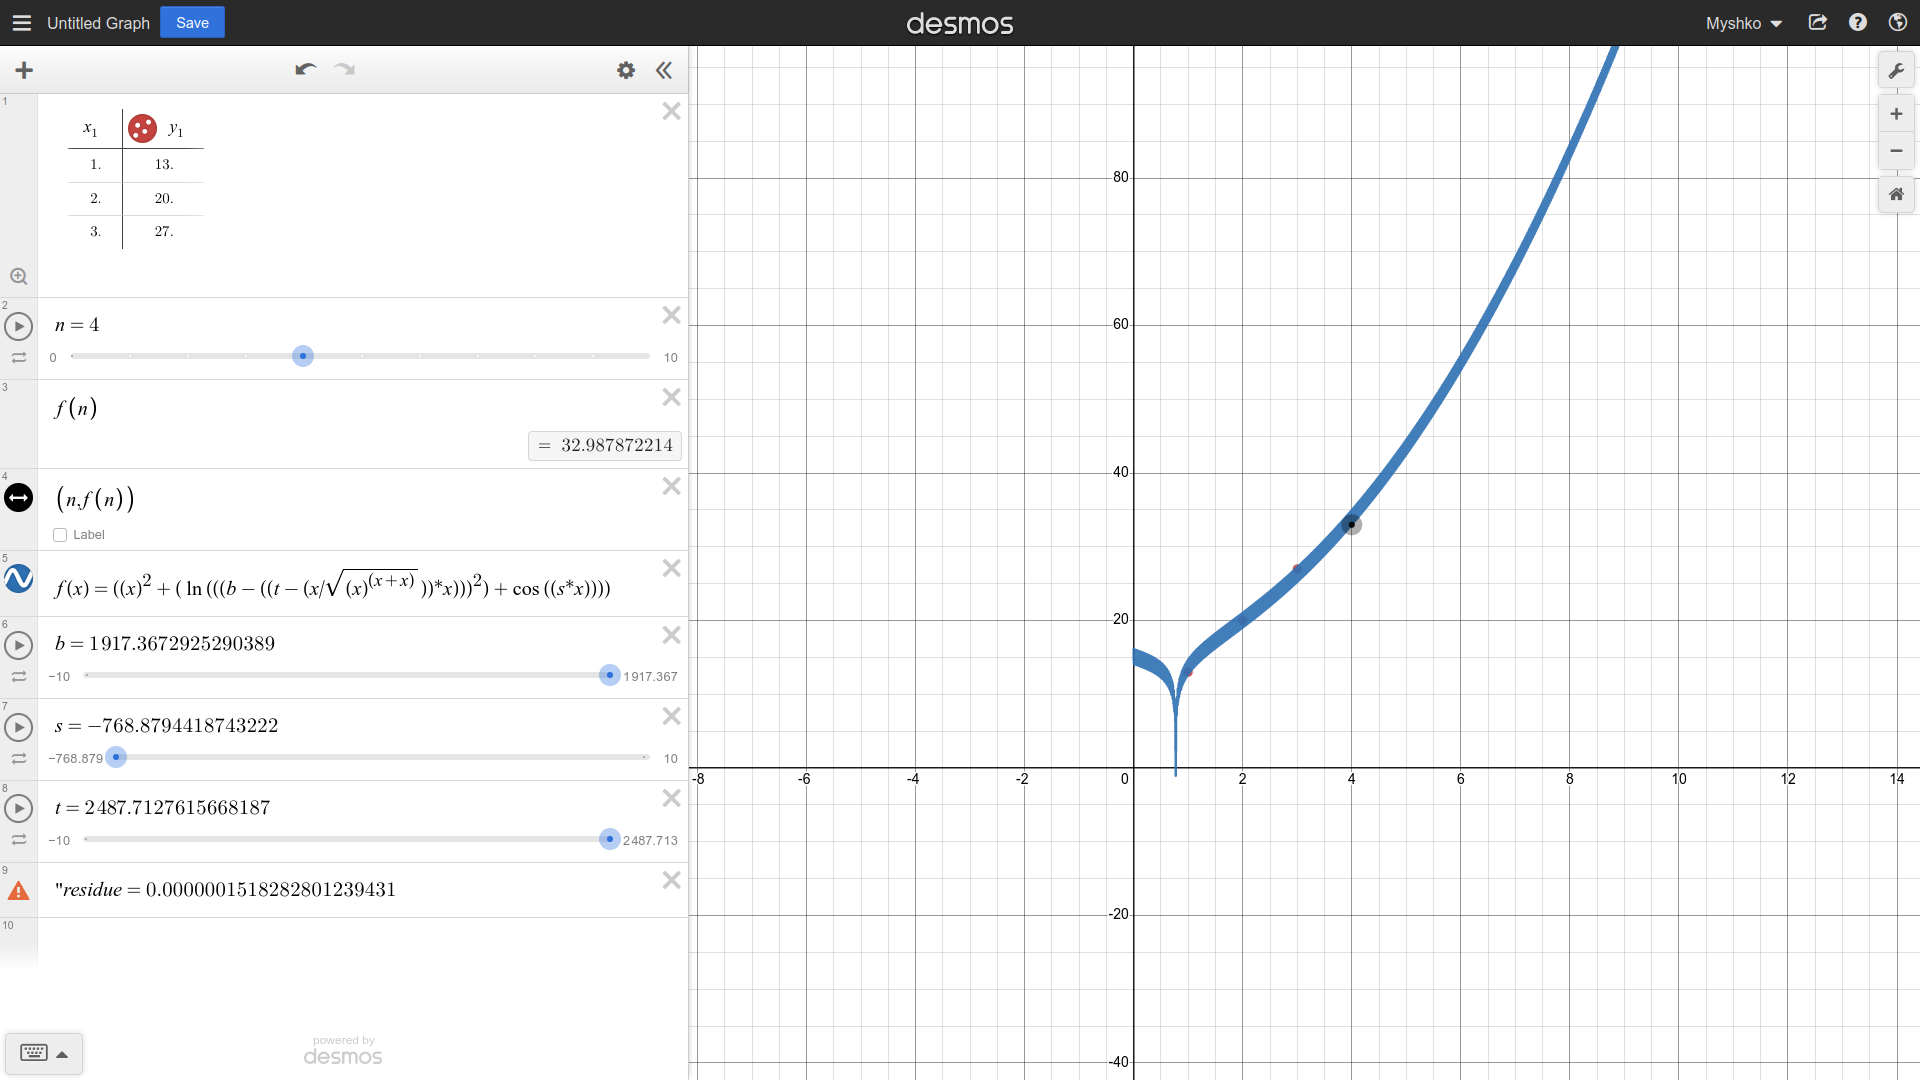 Untitled Graph Save desmos Myshko
1
x₁ y₁
1. 13.
2. 20.
3. 27.
2
n = 4
0 10
3
f(n)
= 32.987872214
4
(n,f(n))
Label
5
f(x) = ((x)² + ( ln (((b − ((t − (x/√(x)^(x+x) ))*x)))²) + cos ((s*x))))
6
b = 1917.3672925290389
−10 1917.367
7
s = −768.8794418743222
−768.879 10
8
t = 2487.7127615668187
−10 2487.713
9
"residue = 0.0000001518282801239431
10
powered by
desmos
80
60
40
20
-8 -6 -4 -2 0 2 4 6 8 10 12 14
-20
-40